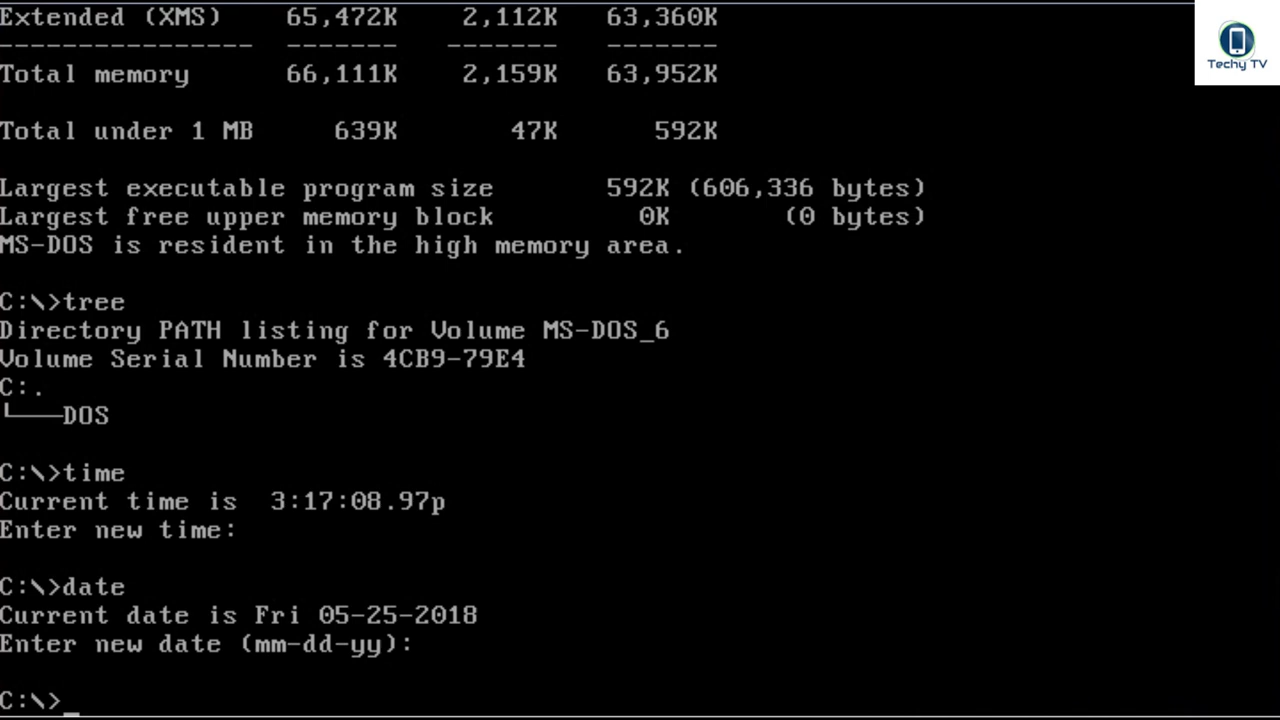 Extended (XMS)    65,472K    2,112K   63,360K
----------------  -------   -------   -------
Total memory      66,111K    2,159K   63,952K
Total under 1 MB     639K       47K      592K
Largest executable program size       592K (606,336 bytes)
Largest free upper memory block         0K       (0 bytes)
MS-DOS is resident in the high memory area.
C:\>tree
Directory PATH listing for Volume MS-DOS_6
Volume Serial Number is 4CB9-79E4
C:.
└───DOS
C:\>time
Current time is  3:17:08.97p
Enter new time:
C:\>date
Current date is Fri 05-25-2018
Enter new date (mm-dd-yy):
C:\>_
Techy TV